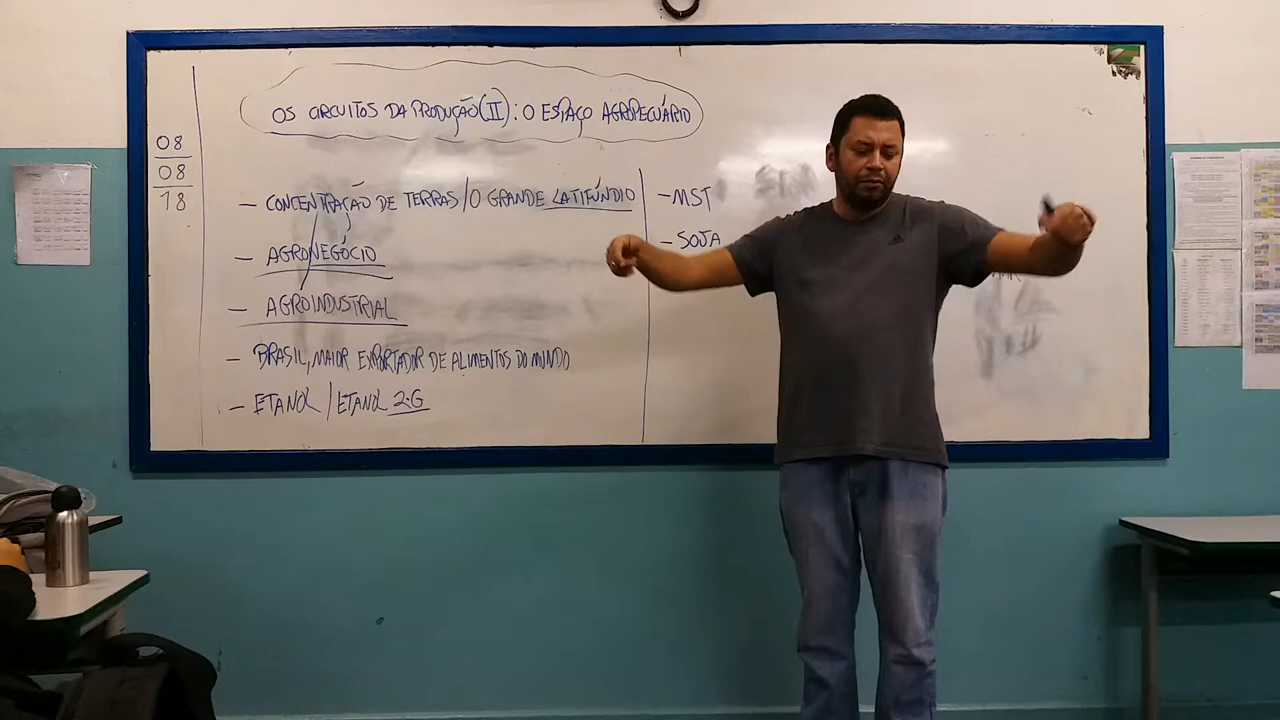 OS CIRCUITOS DA PRODUÇÃO (II): O ESPAÇO AGROPECUÁRIO
08
08
18
- CONCENTRAÇÃO DE TERRAS / O GRANDE LATIFÚNDIO
- AGRONEGÓCIO
- AGROINDUSTRIAL
- BRASIL, MAIOR EXPORTADOR DE ALIMENTOS DO MUNDO
- ETANOL / ETANOL 2.G
- MST
- SOJA